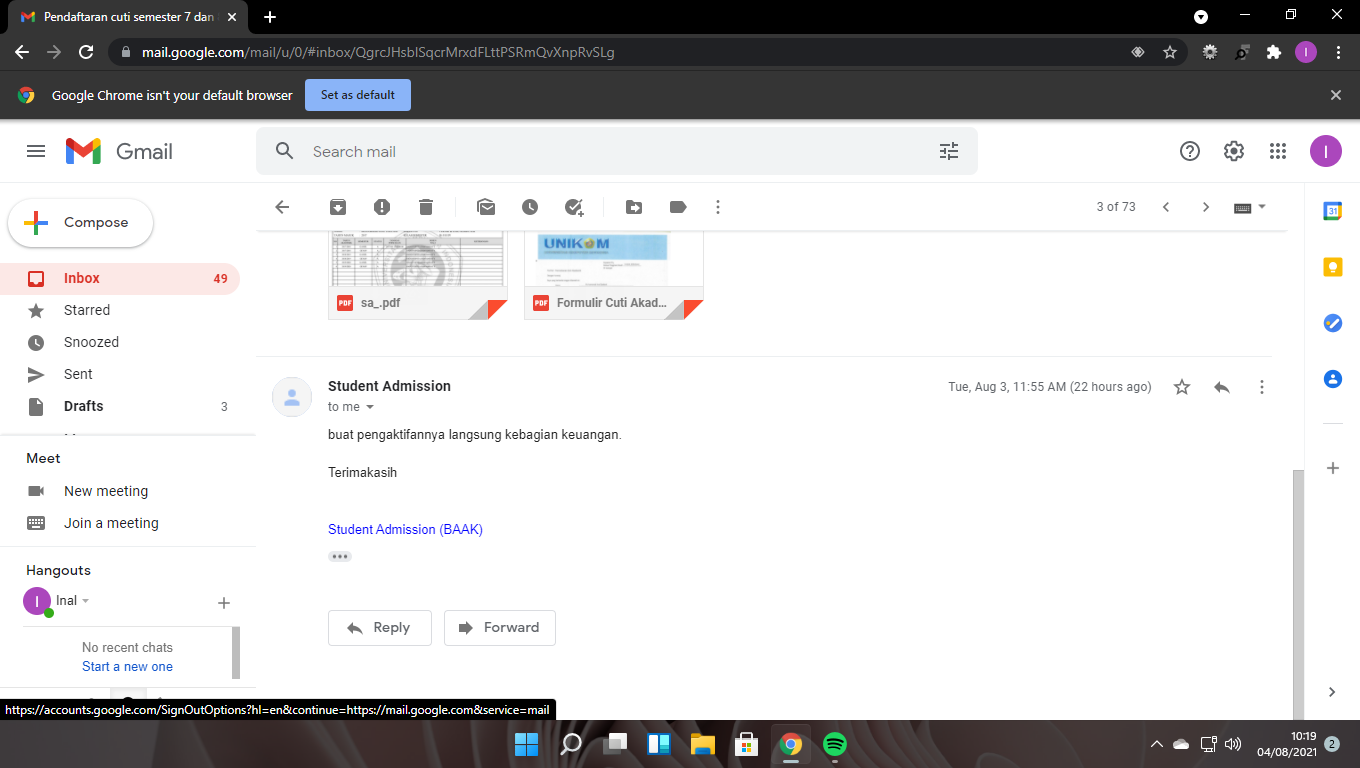 Pendaftaran cuti semester 7 dan
mail.google.com/mail/u/0/#inbox/QgrcJHsblSqcrMrxdFLttPSRmQvXnpRvSLg
I
Google Chrome isn't your default browser
Set as default
Gmail
Search mail
I
Compose
3 of 73
31
Inbox 49
Starred
Snoozed
Sent
Drafts 3
UNIKOM
PDF sa_.pdf
PDF Formulir Cuti Akad...
Student Admission
Tue, Aug 3, 11:55 AM (22 hours ago)
to me
buat pengaktifannya langsung kebagian keuangan.
Terimakasih
Student Admission (BAAK)
Reply
Forward
Meet
New meeting
Join a meeting
Hangouts
I Inal
No recent chats
Start a new one
https://accounts.google.com/SignOutOptions?hl=en&continue=https://mail.google.com&service=mail
10:19
04/08/2021
2